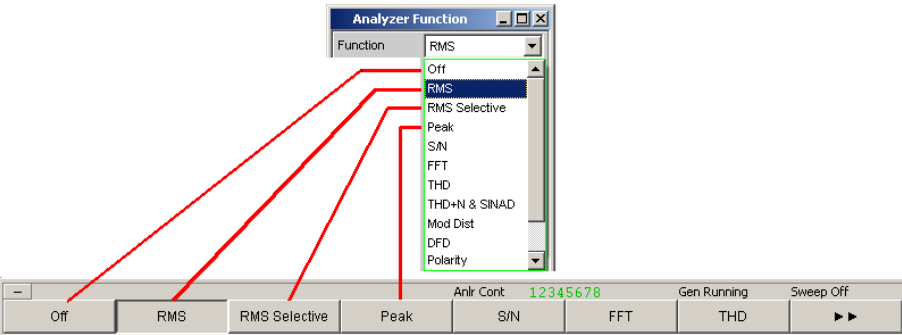 Analyzer Function
Function RMS
Off
RMS
RMS Selective
Peak
S/N
FFT
THD
THD+N & SINAD
Mod Dist
DFD
Polarity
Anlr Cont 12345678 Gen Running Sweep Off
Off RMS RMS Selective Peak S/N FFT THD